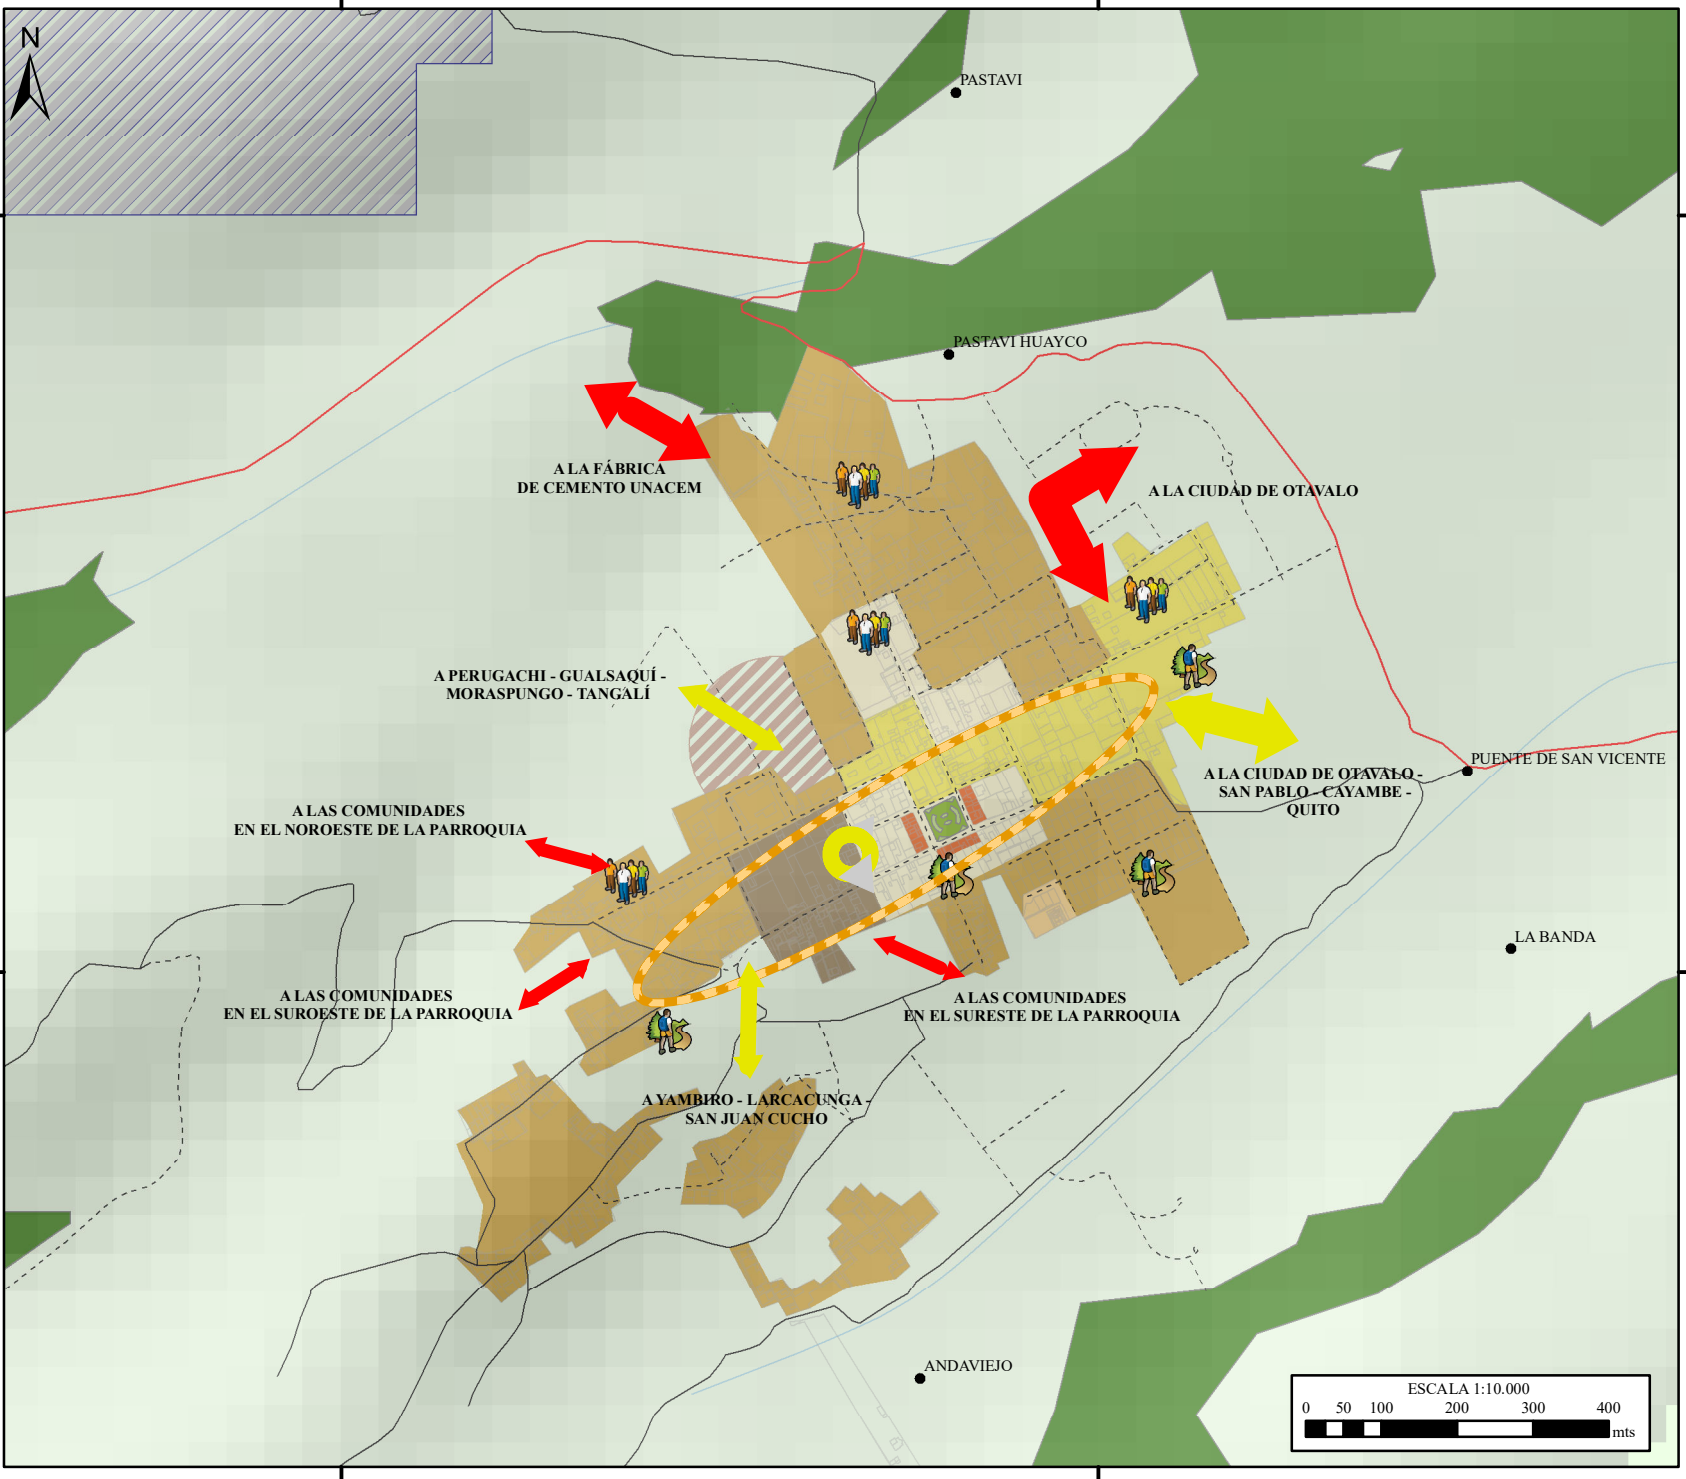 N
PASTAVI
PASTAVI HUAYCO
A LA FÁBRICA
DE CEMENTO UNACEM
A LA CIUDAD DE OTAVALO
A PERUGACHI - GUALSAQUÍ -
MORASPUNGO - TANGALÍ
PUENTE DE SAN VICENTE
A LA CIUDAD DE OTAVALO -
SAN PABLO - CAYAMBE -
QUITO
A LAS COMUNIDADES
EN EL NOROESTE DE LA PARROQUIA
LA BANDA
A LAS COMUNIDADES
EN EL SUROESTE DE LA PARROQUIA
A LAS COMUNIDADES
EN EL SURESTE DE LA PARROQUIA
A YAMBIRO - LARCACUNGA -
SAN JUAN CUCHO
ANDAVIEJO
ESCALA 1:10.000
0 50 100 200 300 400
mts